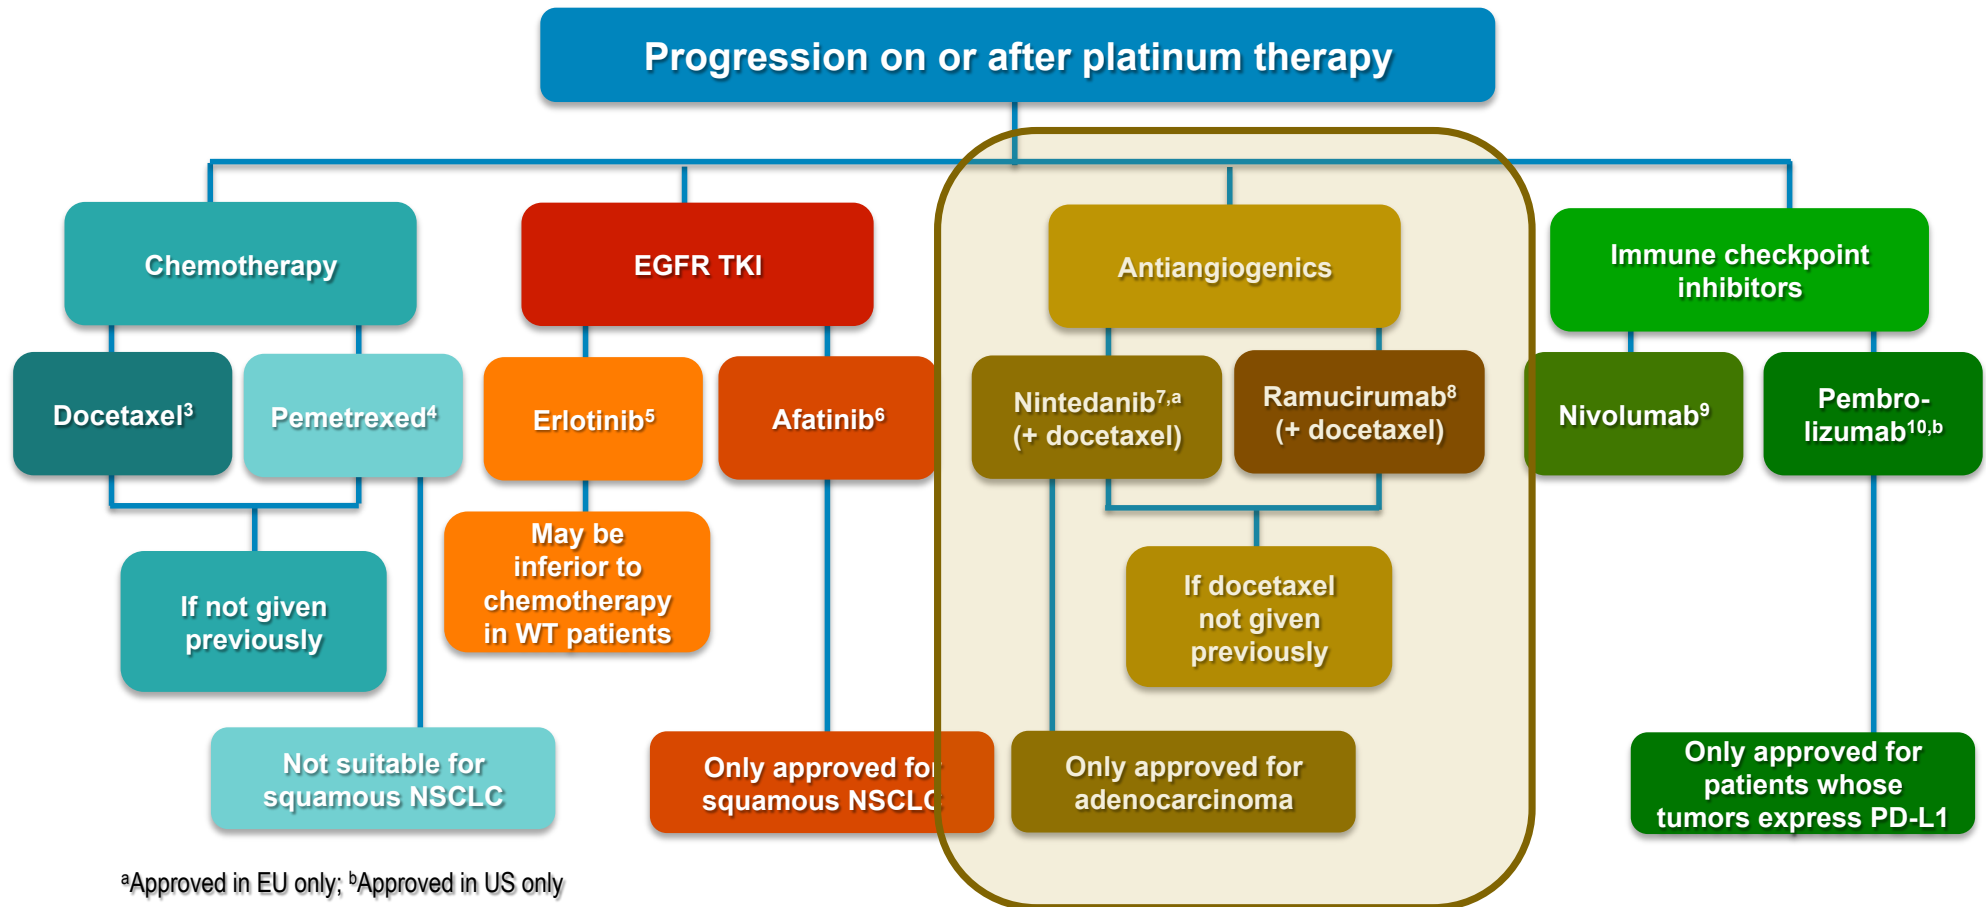 Progression on or after platinum therapy
Chemotherapy
EGFR TKI
Antiangiogenics
Immune checkpoint
inhibitors
Docetaxel³
Pemetrexed⁴
Erlotinib⁵
Afatinib⁶
Nintedanib⁷,ᵃ
(+ docetaxel)
Ramucirumab⁸
(+ docetaxel)
Nivolumab⁹
Pembro-
lizumab¹⁰,ᵇ
If not given
previously
May be
inferior to
chemotherapy
in WT patients
If docetaxel
not given
previously
Not suitable for
squamous NSCLC
Only approved for
squamous NSCLC
Only approved for
adenocarcinoma
Only approved for
patients whose
tumors express PD-L1
ᵃApproved in EU only; ᵇApproved in US only